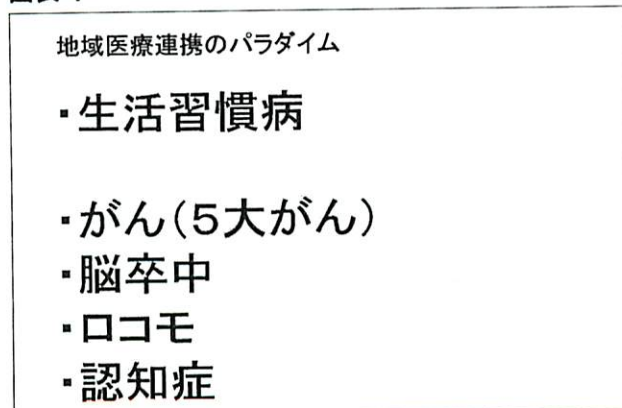 地域医療連携のパラダイム
▪生活習慣病
▪がん(5大がん)
▪脳卒中
▪ロコモ
▪認知症